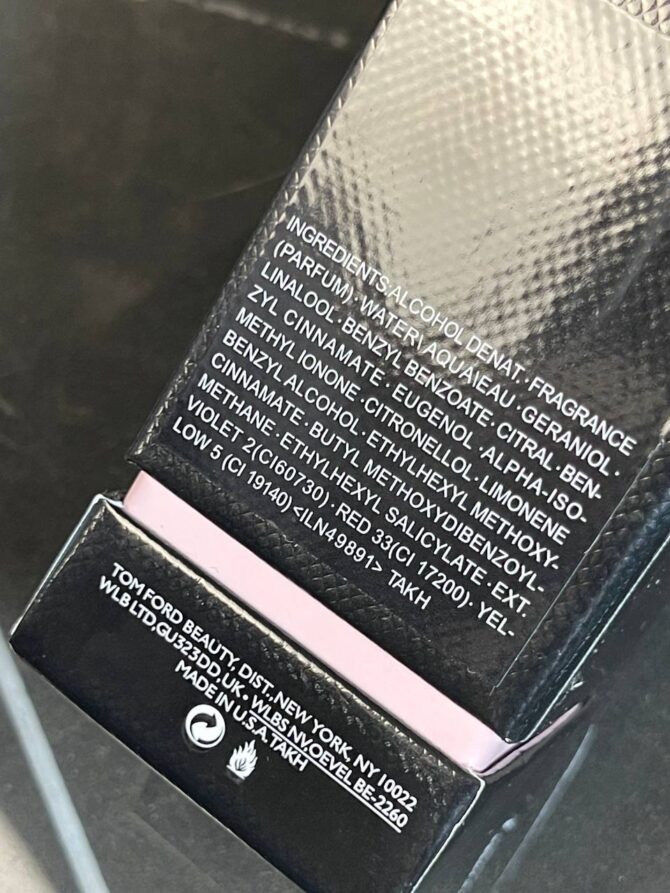 INGREDIENTS:ALCOHOL DENAT.·FRAGRANCE
(PARFUM)·WATER\AQUA\EAU·GERANIOL·
LINALOOL·BENZYL BENZOATE·CITRAL·BEN-
ZYL CINNAMATE·EUGENOL·ALPHA-ISO-
METHYL IONONE·CITRONELLOL·LIMONENE
BENZYL ALCOHOL·ETHYLHEXYL METHOXY-
CINNAMATE·BUTYL METHOXYDIBENZOYL-
METHANE·ETHYLHEXYL SALICYLATE·EXT.
VIOLET 2(CI60730)·RED 33(CI 17200)·YEL-
LOW 5 (CI 19140)<ILN49891> TAKH
TOM FORD BEAUTY, DIST.,NEW YORK, NY 10022
WLB LTD,GU323DD,UK·WLBS NVOEVEL BE-2260
MADE IN U.S.A.TAKH